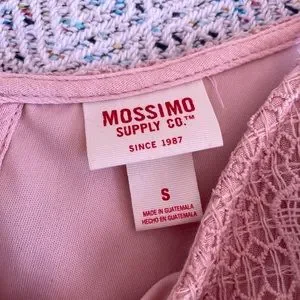 MOSSIMO
SUPPLY CO.™
SINCE 1987
S
MADE IN GUATEMALA
HECHO EN GUATEMALA